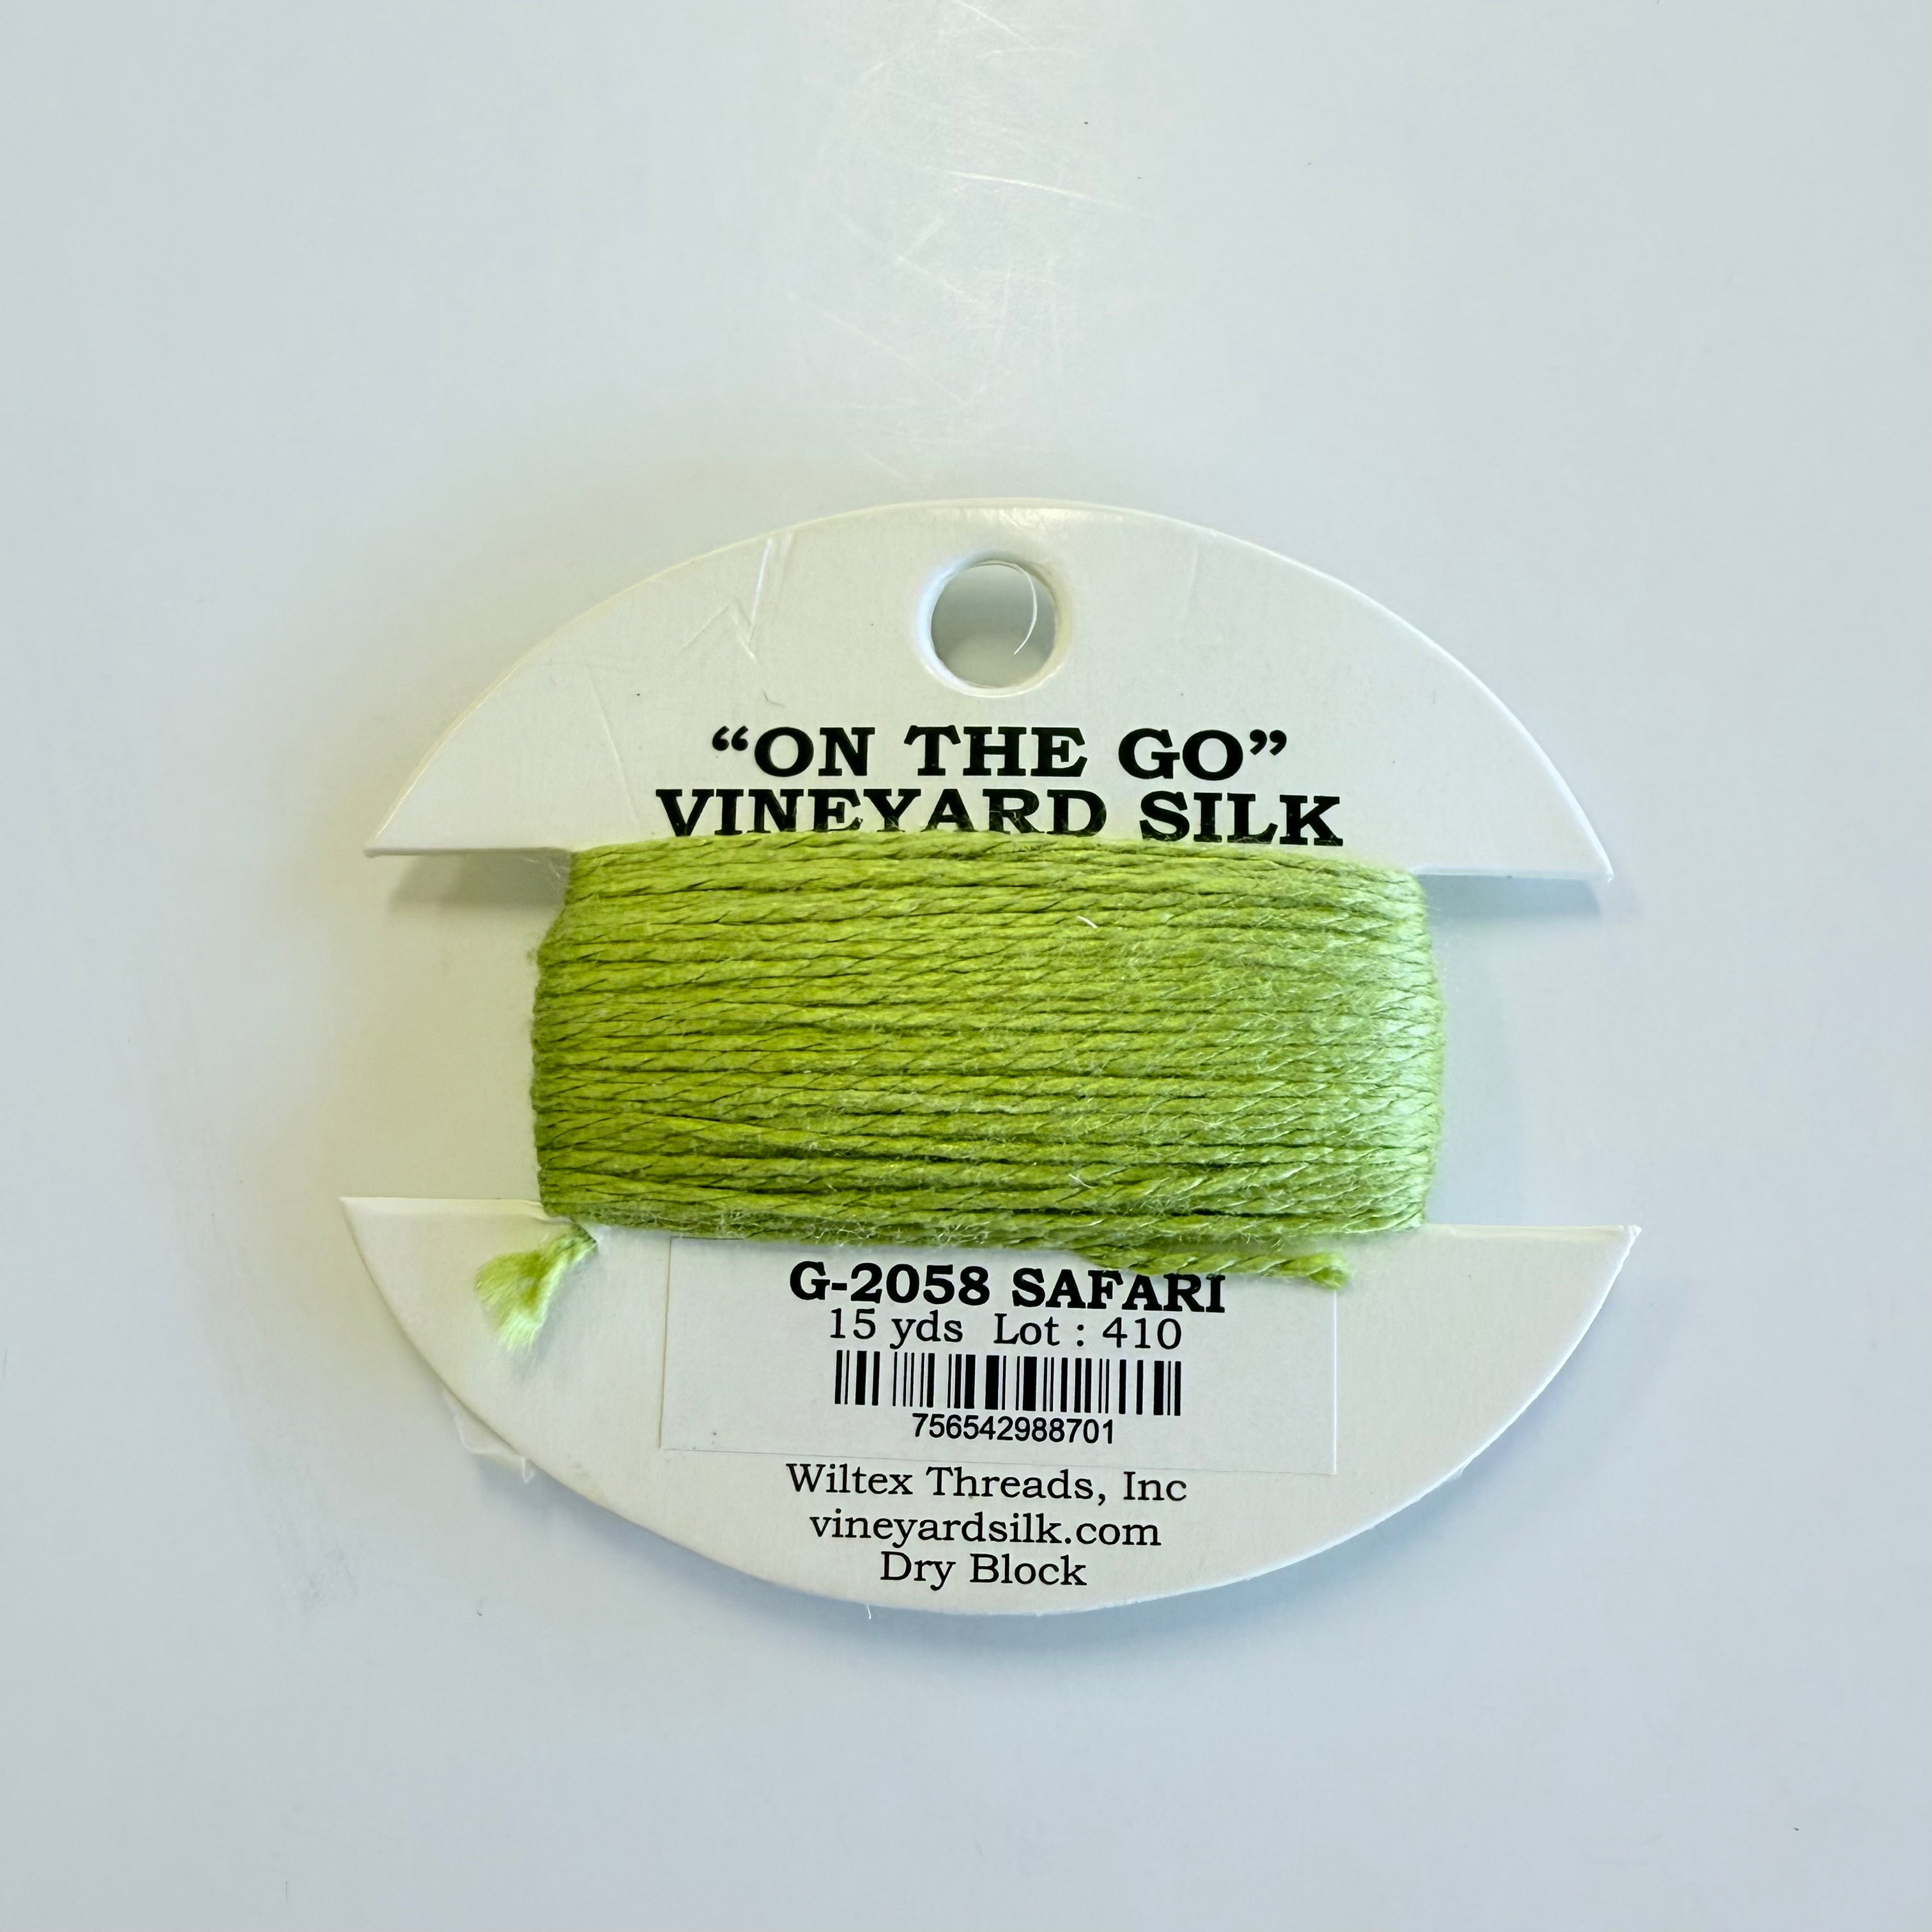 “ON THE GO”
VINEYARD SILK
G-2058 SAFARI
15 yds Lot : 410
756542988701
Wiltex Threads, Inc
vineyardsilk.com
Dry Block